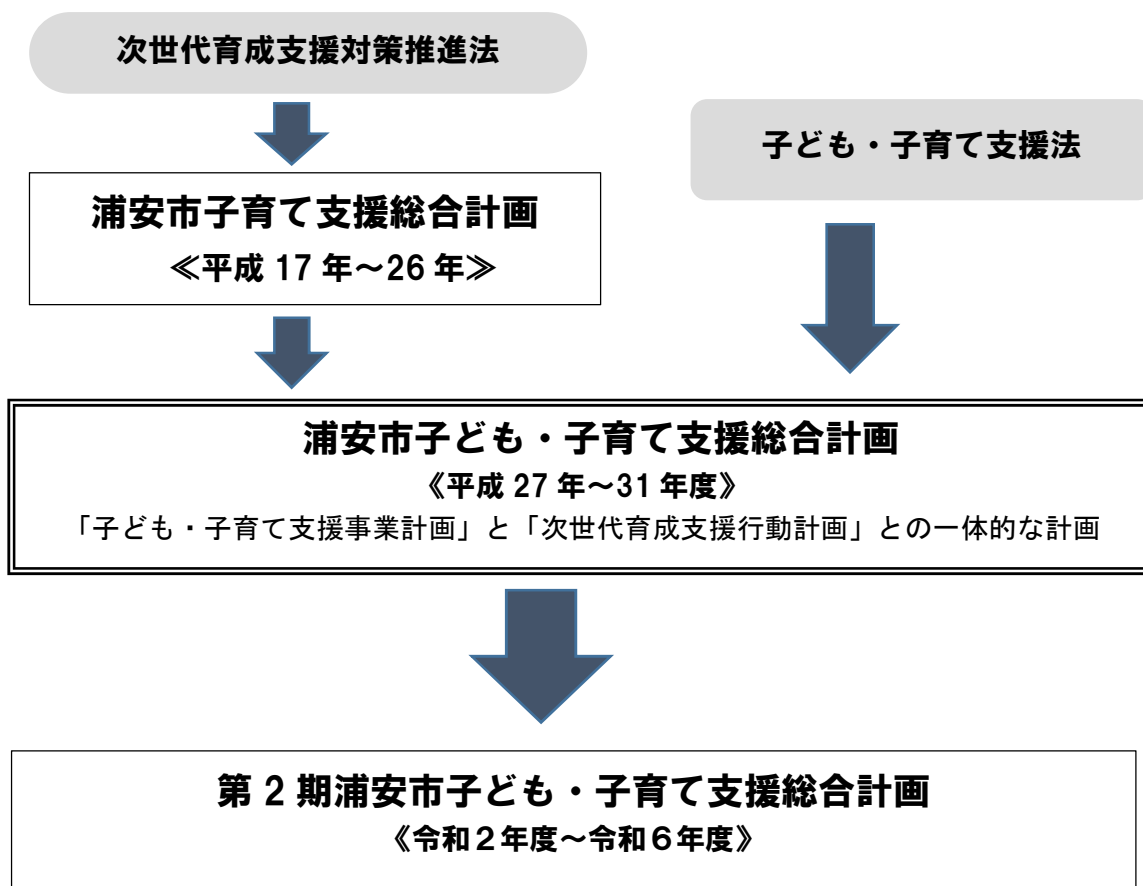 次世代育成支援対策推進法
子ども・子育て支援法
浦安市子育て支援総合計画
≪平成 17 年～26 年≫
浦安市子ども・子育て支援総合計画
《平成 27 年～31 年度》
「子ども・子育て支援事業計画」と「次世代育成支援行動計画」との一体的な計画
第 2 期浦安市子ども・子育て支援総合計画
《令和２年度～令和６年度》